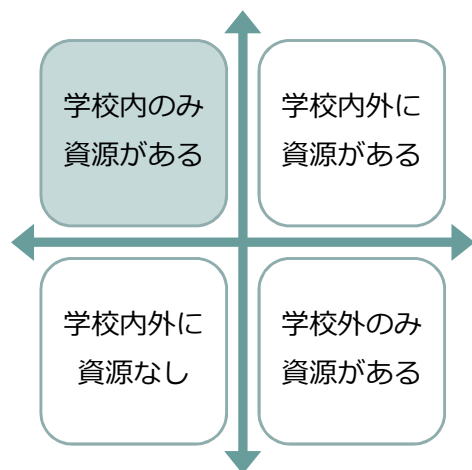 学校内のみ
資源がある
学校内外に
資源がある
学校内外に
資源なし
学校外のみ
資源がある